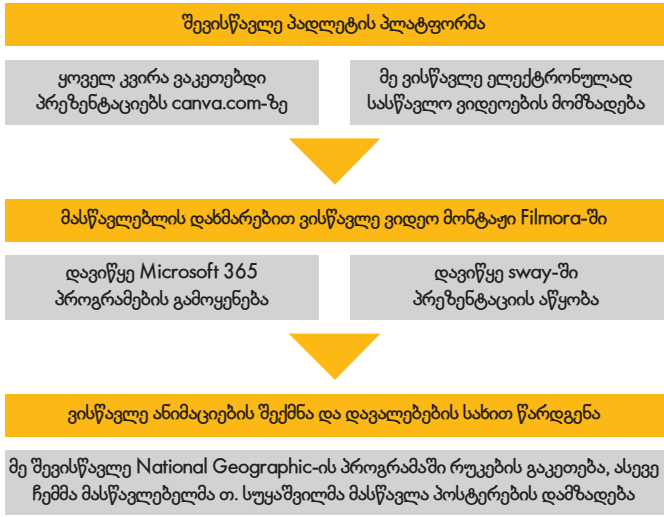 შევისწავლე პადლეტის პლატფორმა
ყოველ კვირა ვაკეთებდი
პრეზენტაციებს canva.com-ზე
მე ვისწავლე ელექტრონულად
სასწავლო ვიდეოების მომზადება
მასწავლებლის დახმარებით ვისწავლე ვიდეო მონტაჟი Filmora-ში
დავიწყე Microsoft 365
პროგრამების გამოყენება
დავიწყე sway-ში
პრეზენტაციის აწყობა
ვისწავლე ანიმაციების შექმნა და დავალებების სახით წარდგენა
მე შევისწავლე National Geographic-ის პროგრამაში რუკების გაკეთება, ასევე
ჩემმა მასწავლებელმა თ. სუყაშვილმა მასწავლა პოსტერების დამზადება